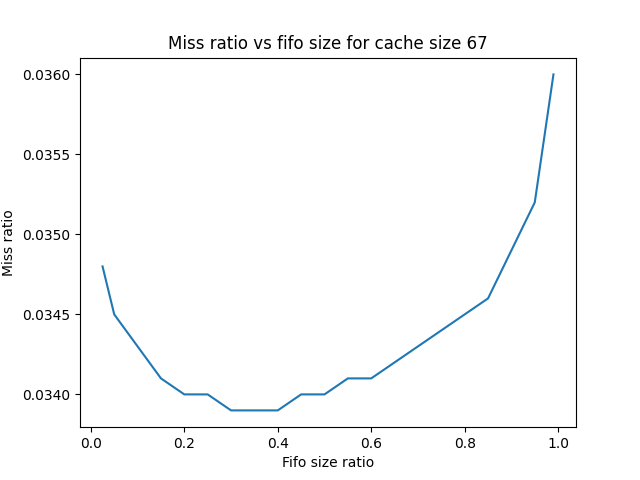 Miss ratio vs fifo size for cache size 67
0.0360
0.0355
0.0350
0.0345
0.0340
Miss ratio
0.0 0.2 0.4 0.6 0.8 1.0
Fifo size ratio